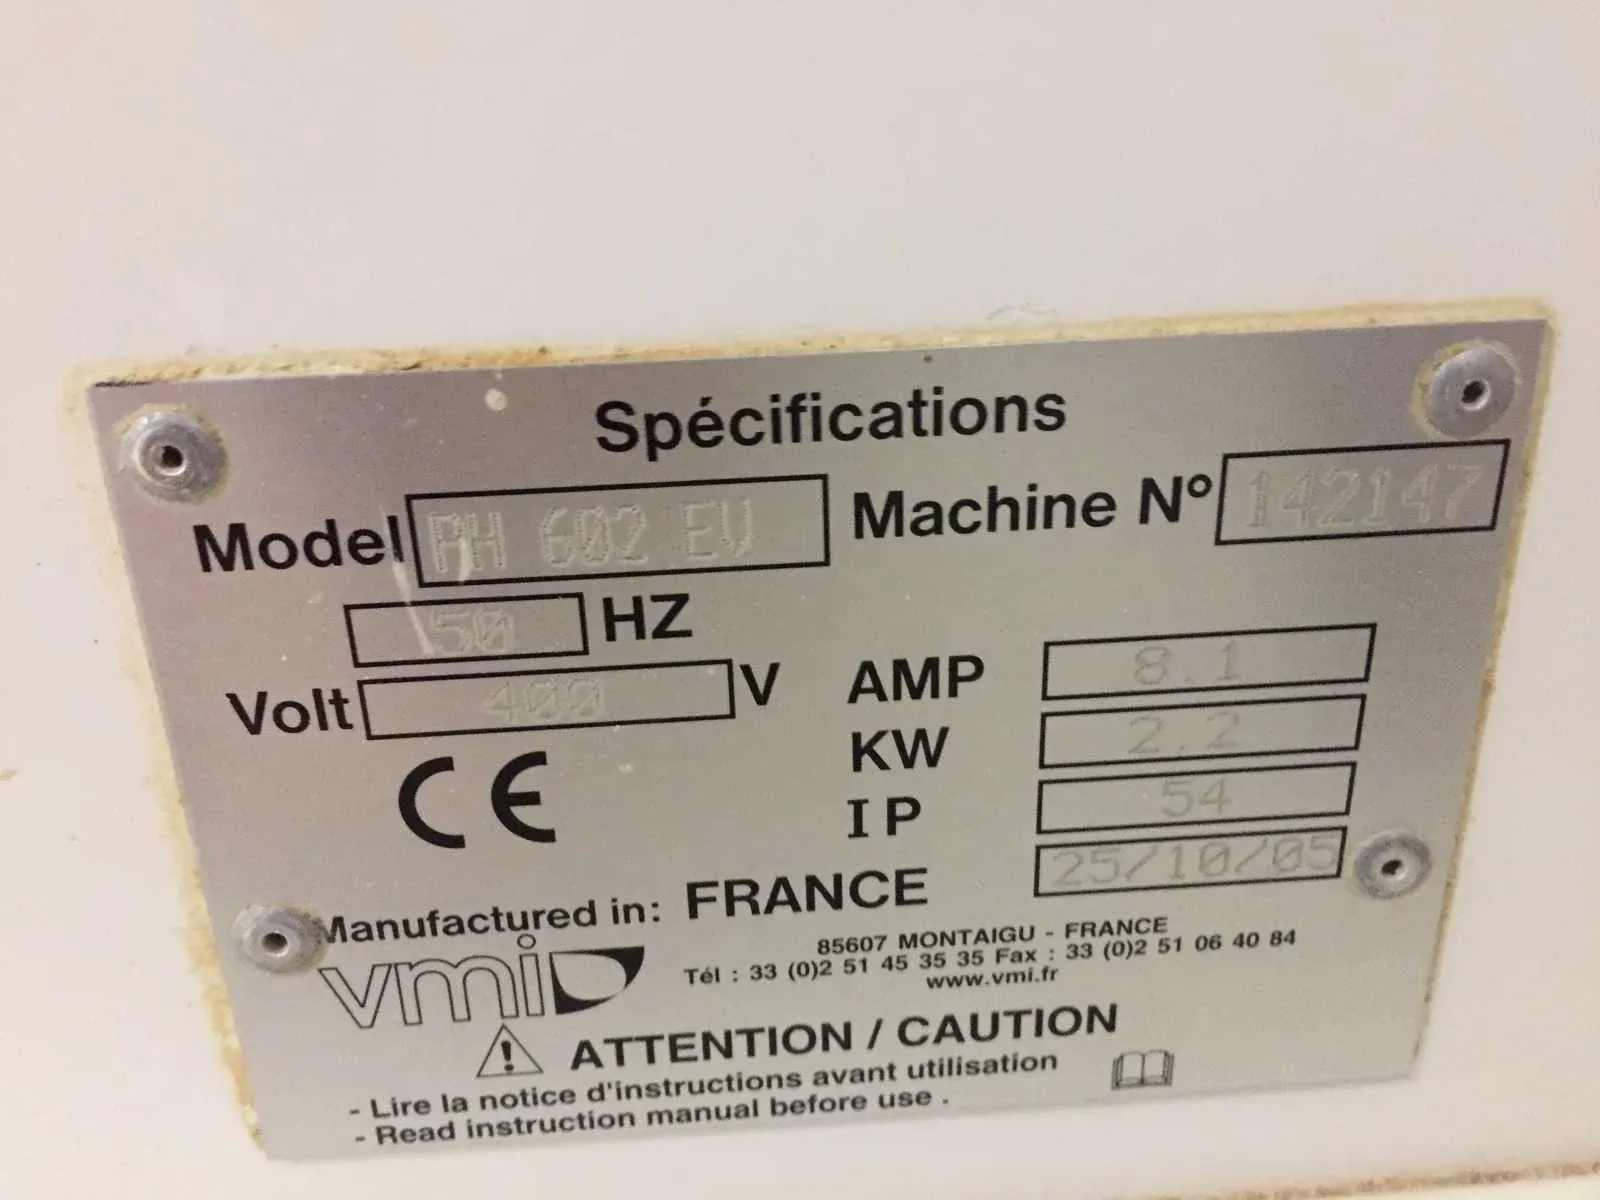 Spécifications
Model PH 602 EV Machine Nº 142147
50 HZ
Volt 400 V AMP 8.1
KW 2.2
IP 54
25/10/05
CE
Manufactured in: FRANCE
vmi
85607 MONTAIGU - FRANCE
Tél : 33 (0)2 51 45 35 35 Fax : 33 (0)2 51 06 40 84
www.vmi.fr
ATTENTION / CAUTION
- Lire la notice d'instructions avant utilisation
- Read instruction manual before use .